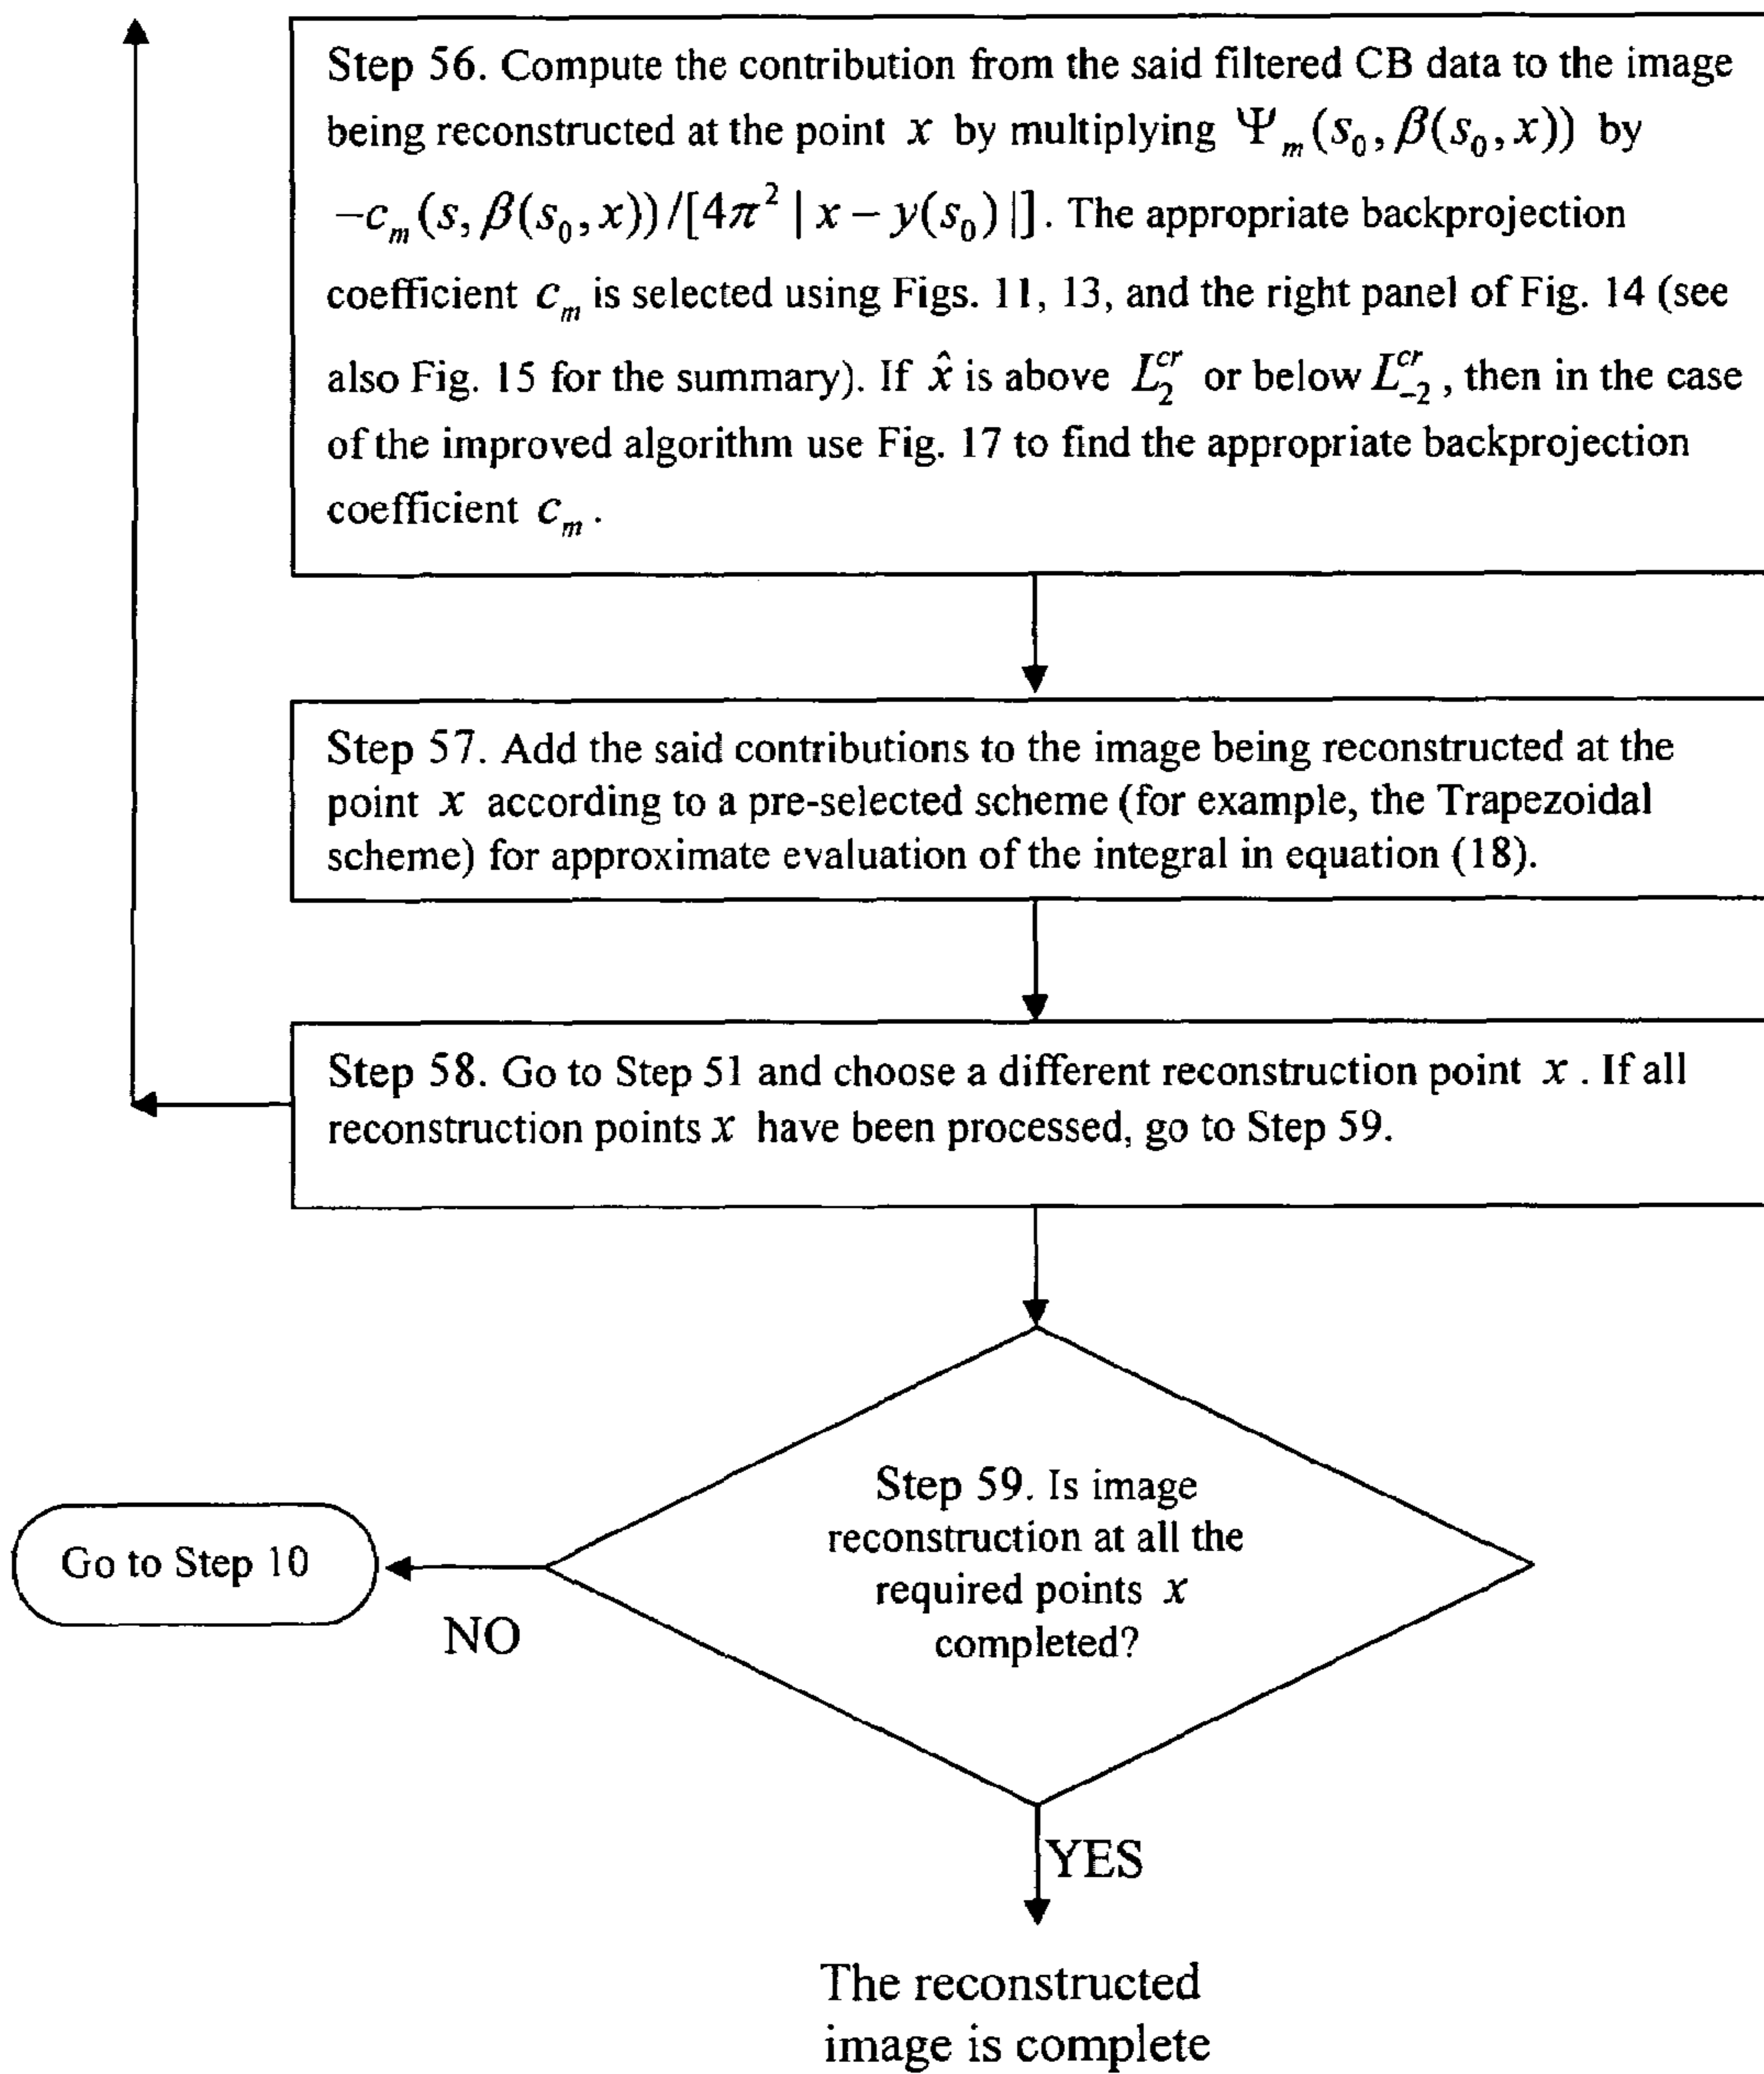 Step 56. Compute the contribution from the said filtered CB data to the image
being reconstructed at the point x by multiplying Ψ_m(s_0, β(s_0, x)) by
−c_m(s, β(s_0, x))/[4π² | x − y(s_0) |]. The appropriate backprojection
coefficient c_m is selected using Figs. 11, 13, and the right panel of Fig. 14 (see
also Fig. 15 for the summary). If x̂ is above L_2^{cr} or below L_{−2}^{cr}, then in the case
of the improved algorithm use Fig. 17 to find the appropriate backprojection
coefficient c_m.
Step 57. Add the said contributions to the image being reconstructed at the
point x according to a pre-selected scheme (for example, the Trapezoidal
scheme) for approximate evaluation of the integral in equation (18).
Step 58. Go to Step 51 and choose a different reconstruction point x. If all
reconstruction points x have been processed, go to Step 59.
Step 59. Is image
reconstruction at all the
required points x
completed?
Go to Step 10
NO
YES
The reconstructed
image is complete